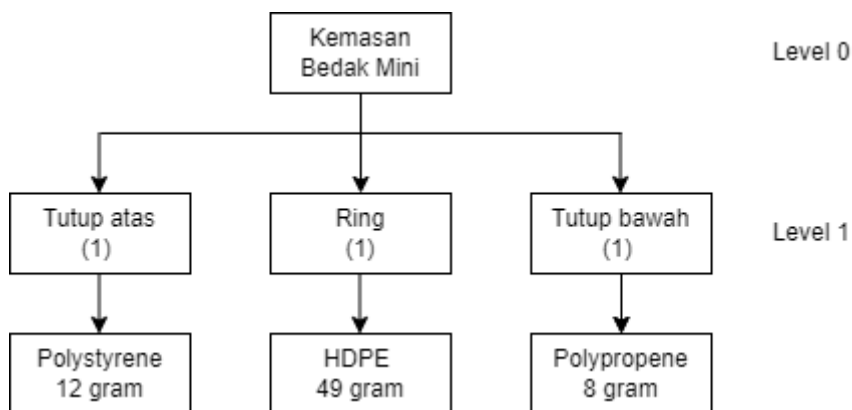 Kemasan
Bedak Mini
Level 0
Tutup atas
(1)
Ring
(1)
Tutup bawah
(1)
Level 1
Polystyrene
12 gram
HDPE
49 gram
Polypropene
8 gram